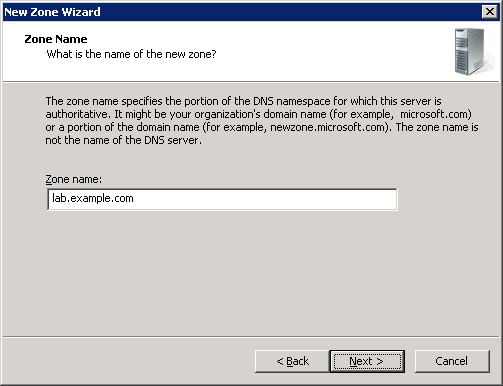 New Zone Wizard
Zone Name
What is the name of the new zone?
The zone name specifies the portion of the DNS namespace for which this server is
authoritative. It might be your organization's domain name (for example, microsoft.com)
or a portion of the domain name (for example, newzone.microsoft.com). The zone name is
not the name of the DNS server.
Zone name:
lab.example.com
< Back Next > Cancel